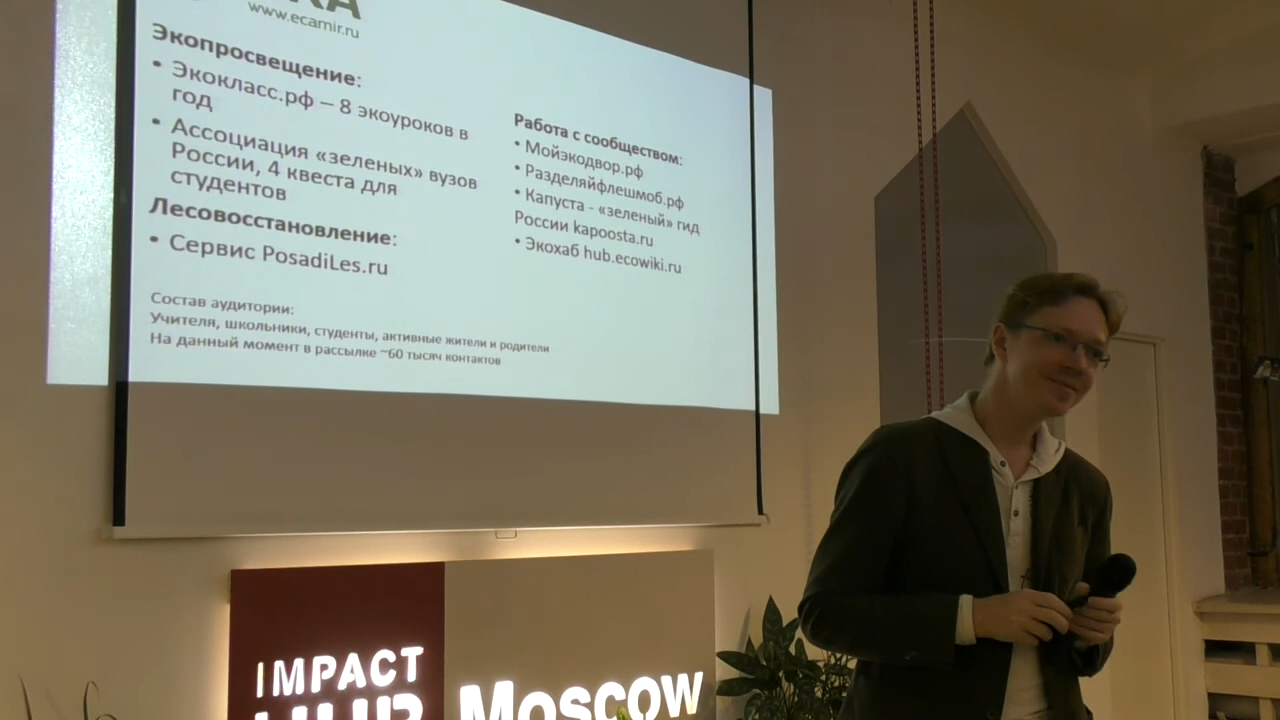 www.ecamir.ru
Экопросвещение:
• Экокласс.рф – 8 экоуроков в
год
• Ассоциация «зеленых» вузов
России, 4 квеста для
студентов
Лесовосстановление:
• Сервис PosadiLes.ru
Состав аудитории:
Учителя, школьники, студенты, активные жители и родители
На данный момент в рассылке ~60 тысяч контактов
Работа с сообществом:
• Мойэкодвор.рф
• Разделяйфлешмоб.рф
• Капуста - «зеленый» гид
России kapoosta.ru
• Экохаб hub.ecowiki.ru
IMPACT
HUB Moscow